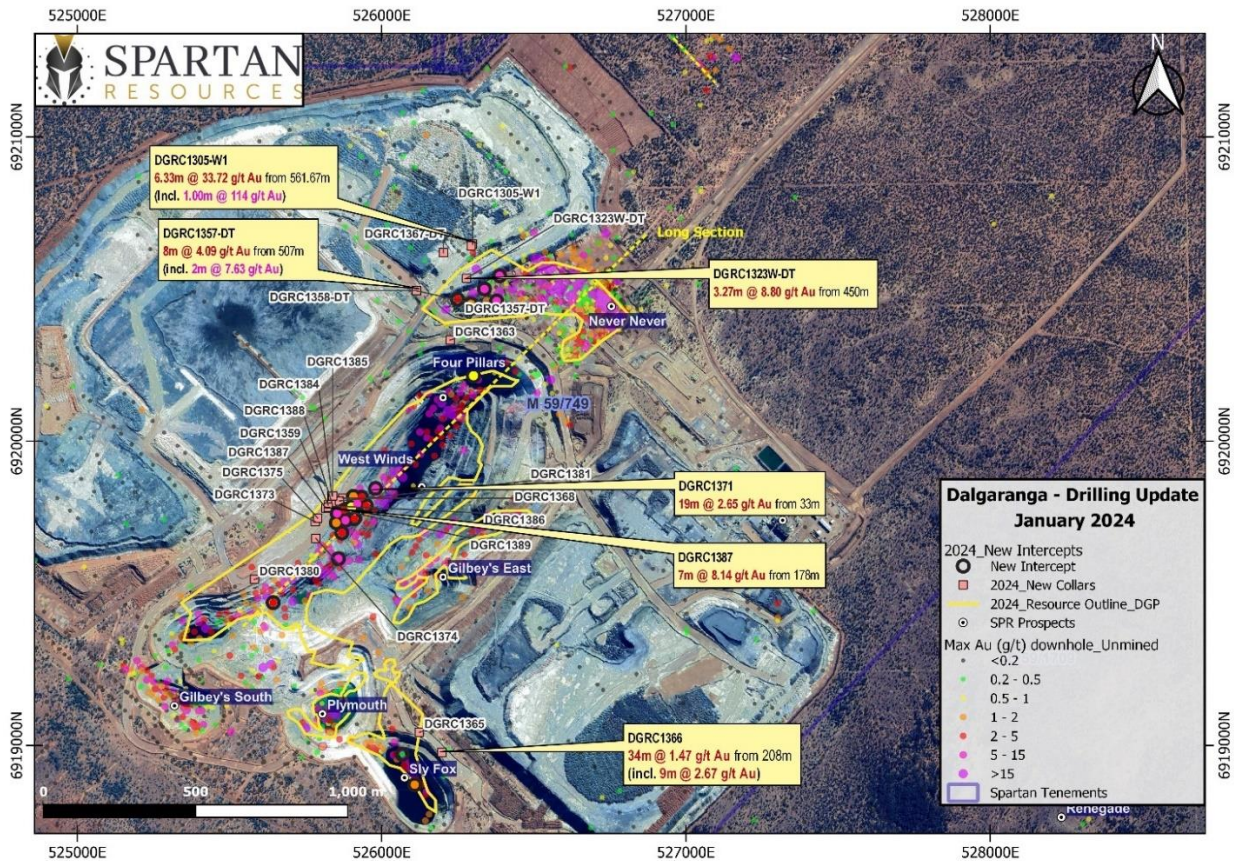 525000E
526000E
527000E
528000E
SPARTAN
RESOURCES
N
6921000N
6921000N
DGRC1305-W1
6.33m @ 33.72 g/t Au from 561.67m
(Incl. 1.00m @ 114 g/t Au)
DGRC1305-W1
DGRC1367-DT
DGRC1323W-DT
Long Section
DGRC1357-DT
8m @ 4.09 g/t Au from 507m
(incl. 2m @ 7.63 g/t Au)
DGRC1323W-DT
3.27m @ 8.80 g/t Au from 450m
DGRC1358-DT
DGRC1357-DT
Never Never
DGRC1363
DGRC1385
Four Pillars
DGRC1384
M 59/749
DGRC1388
6920000N
6920000N
DGRC1359
West Winds
DGRC1387
DGRC1381
DGRC1375
DGRC1371
19m @ 2.65 g/t Au from 33m
DGRC1373
DGRC1368
DGRC1386
DGRC1389
DGRC1387
7m @ 8.14 g/t Au from 178m
DGRC1380
Gilbey's East
DGRC1374
Gilbey's South
Plymouth
DGRC1365
DGRC1366
34m @ 1.47 g/t Au from 208m
(incl. 9m @ 2.67 g/t Au)
Sly Fox
6919000N
6919000N
Dalgaranga - Drilling Update
January 2024
2024_New Intercepts
New Intercept
2024_New Collars
2024_Resource Outline_DGP
SPR Prospects
Max Au (g/t) downhole_Unmined
<0.2
0.2 - 0.5
0.5 - 1
1 - 2
2 - 5
5 - 15
>15
Spartan Tenements
Renegade
0 500 1,000 m
525000E
526000E
527000E
528000E